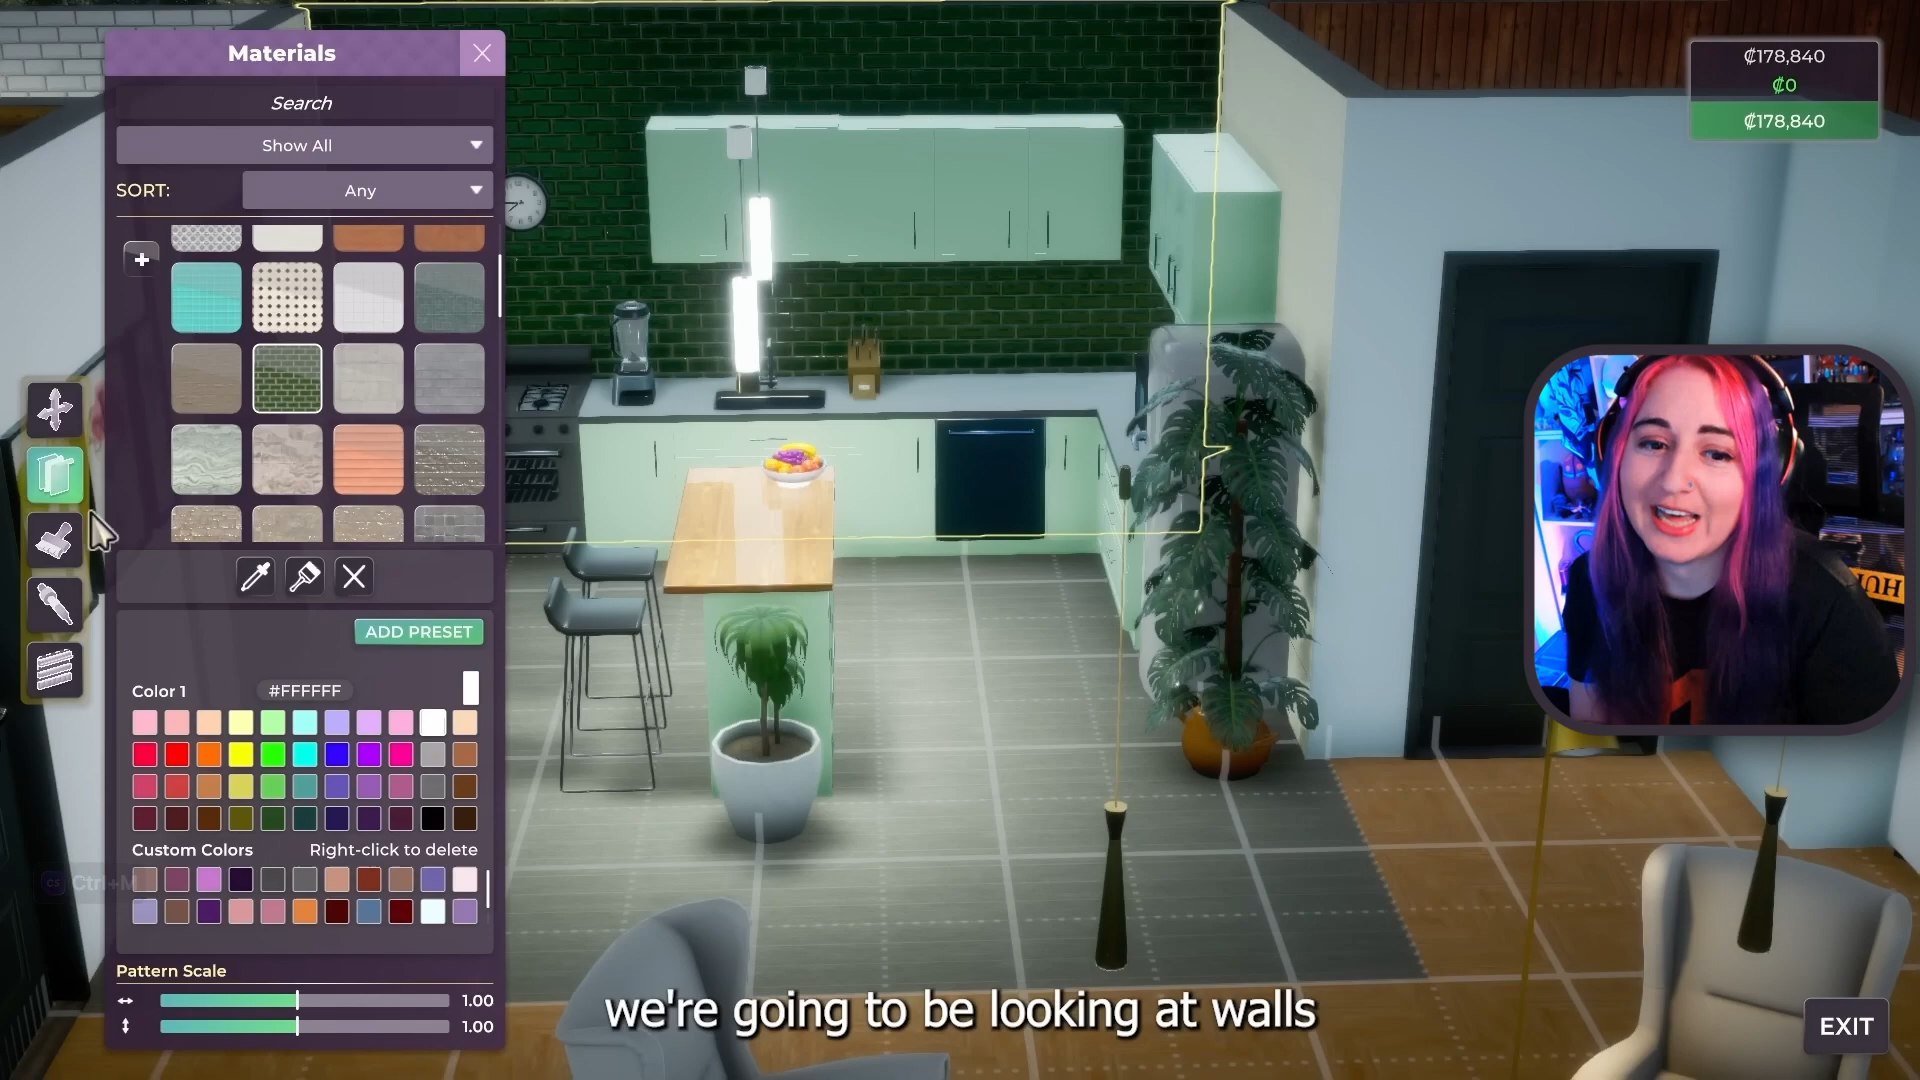 Materials
Search
Show All
SORT:
Any
ADD PRESET
Color 1
#FFFFFF
Custom Colors
Right-click to delete
Ctrl+M
Pattern Scale
1.00
1.00
₡178,840
₡0
₡178,840
we're going to be looking at walls
EXIT